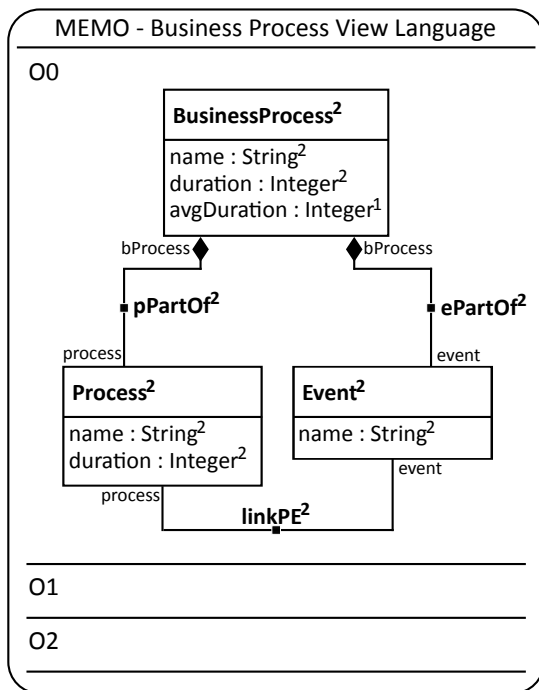 MEMO - Business Process View Language
O0
BusinessProcess²
name : String²
duration : Integer²
avgDuration : Integer¹
bProcess
bProcess
pPartOf²
ePartOf²
process
event
Process²
Event²
name : String²
name : String²
duration : Integer²
event
process
linkPE²
O1
O2